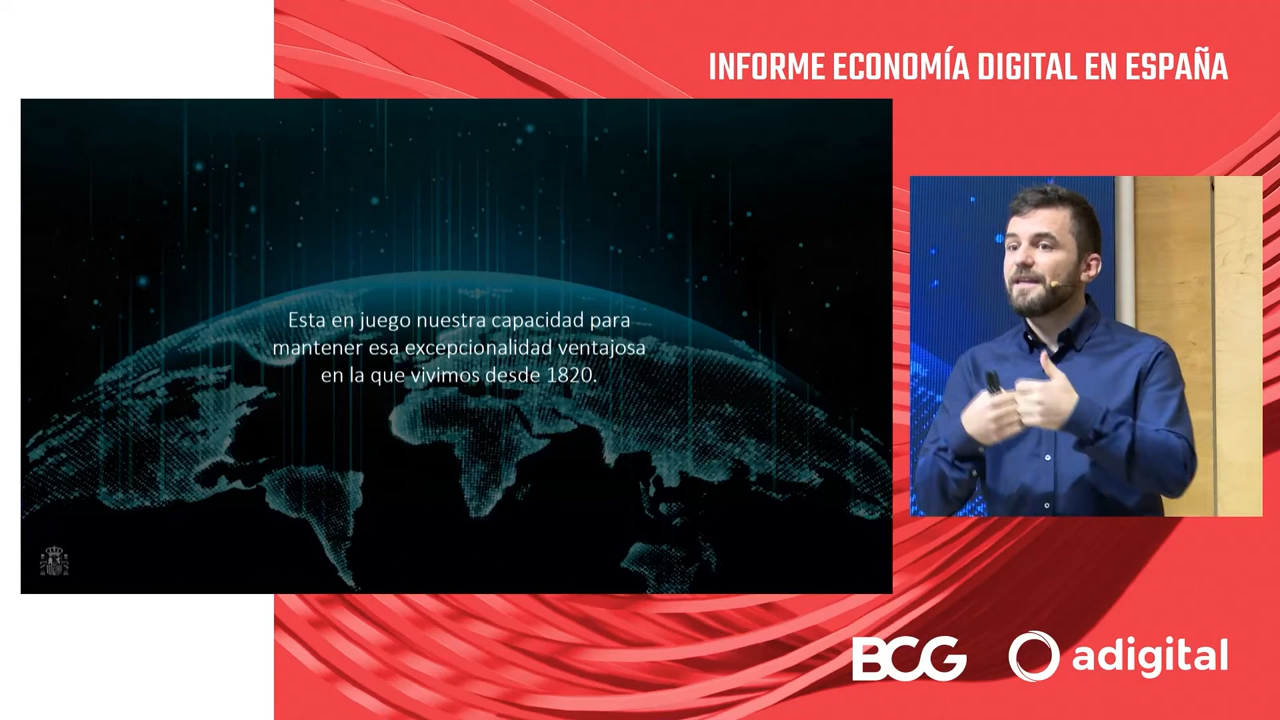 INFORME ECONOMÍA DIGITAL EN ESPAÑA
Esta en juego nuestra capacidad para
mantener esa excepcionalidad ventajosa
en la que vivimos desde 1820.
BCG
adigital